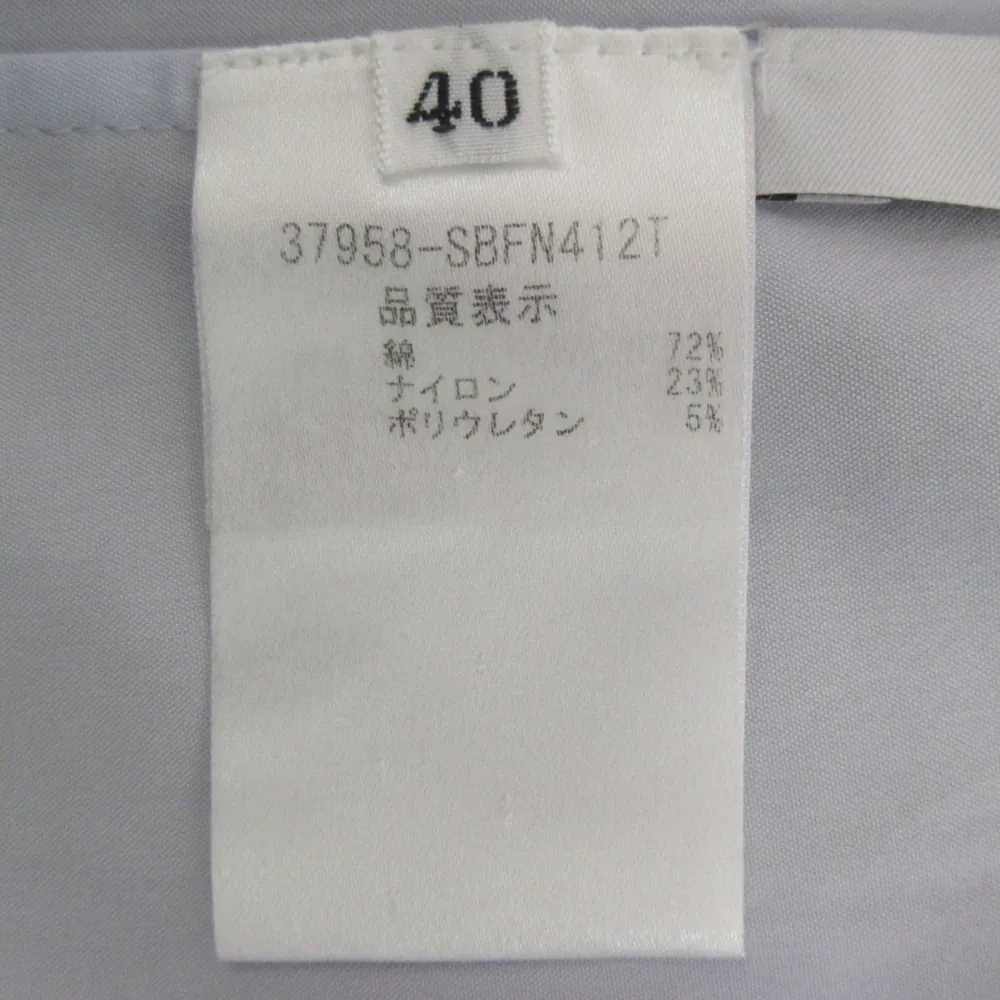 40
37958-SBFN412T
品質表示
綿 72%
ナイロン 23%
ポリウレタン 5%